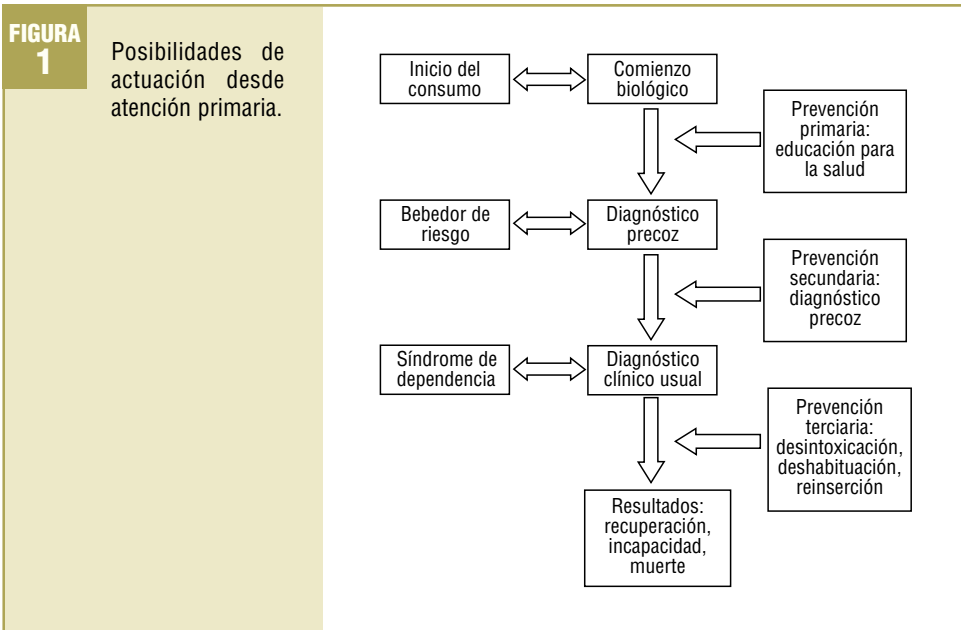 FIGURA
1
Posibilidades de
actuación desde
atención primaria.
Inicio del
consumo
Comienzo
biológico
Prevención
primaria:
educación para
la salud
Bebedor de
riesgo
Diagnóstico
precoz
Prevención
secundaria:
diagnóstico
precoz
Síndrome de
dependencia
Diagnóstico
clínico usual
Prevención
terciaria:
desintoxicación,
deshabituación,
reinserción
Resultados:
recuperación,
incapacidad,
muerte